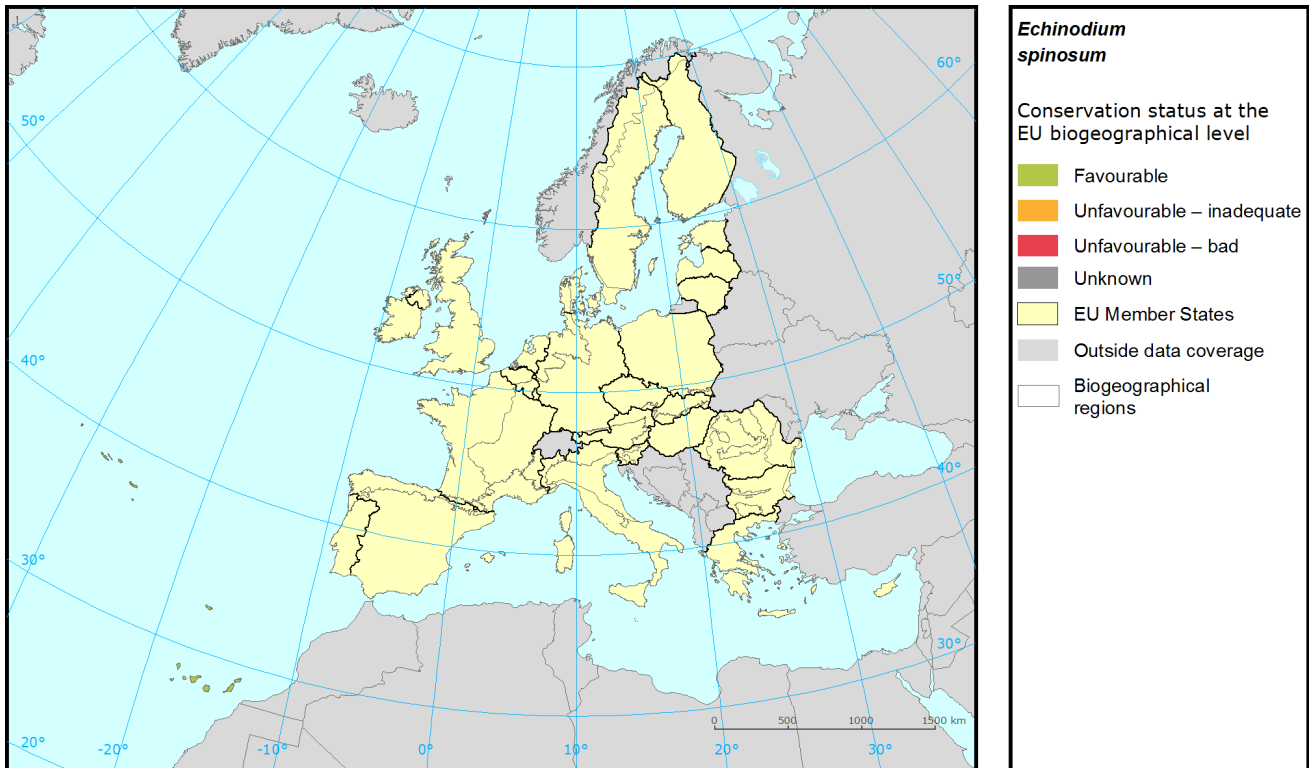 Echinodium
spinosum
Conservation status at the
EU biogeographical level
Favourable
Unfavourable – inadequate
Unfavourable – bad
Unknown
EU Member States
Outside data coverage
Biogeographical
regions
60°
50°
50°
40°
40°
30°
30°
0 500 1000 1500 km
20° -20° -10° 0° 10° 20° 30°